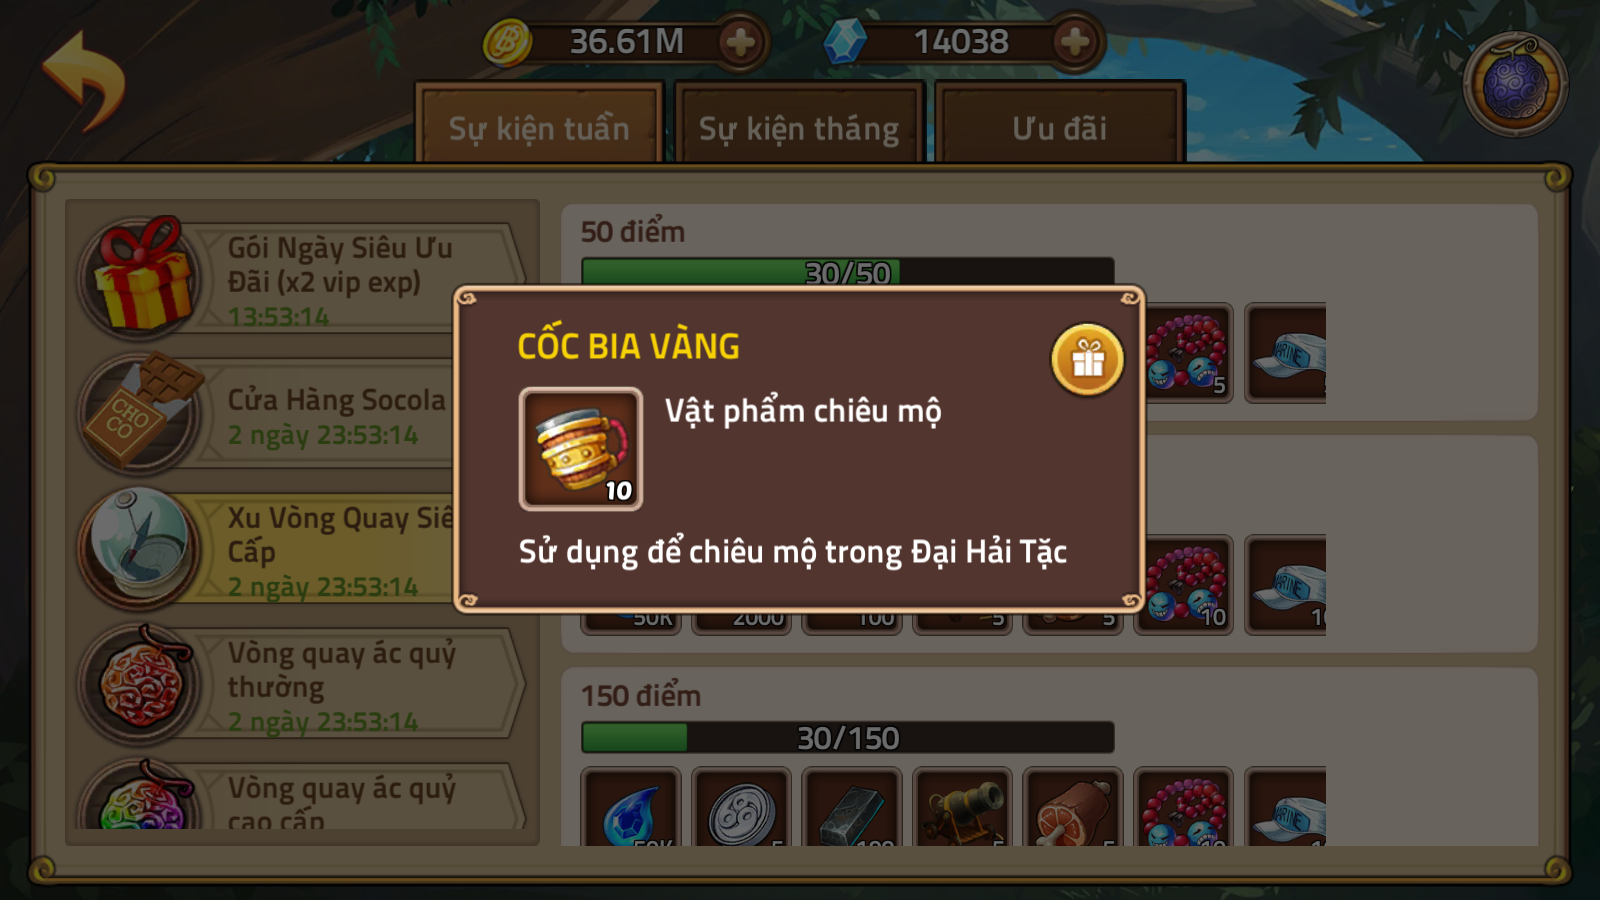 36.61M
14038
Sự kiện tuần
Sự kiện tháng
Ưu đãi
Gói Ngày Siêu Ưu
Đãi (x2 vip exp)
13:53:14
Cửa Hàng Socola
2 ngày 23:53:14
CHO
CO
Xu Vòng Quay Siê
Cấp
2 ngày 23:53:14
Vòng quay ác quỷ
thường
2 ngày 23:53:14
Vòng quay ác quỷ
cao cấp
50 điểm
30/50
5
MARINE
CỐC BIA VÀNG
Vật phẩm chiêu mộ
10
Sử dụng để chiêu mộ trong Đại Hải Tặc
50K
2000
100
5
5
10
MARINE
150 điểm
30/150
50K
5
100
5
5
10
MARINE